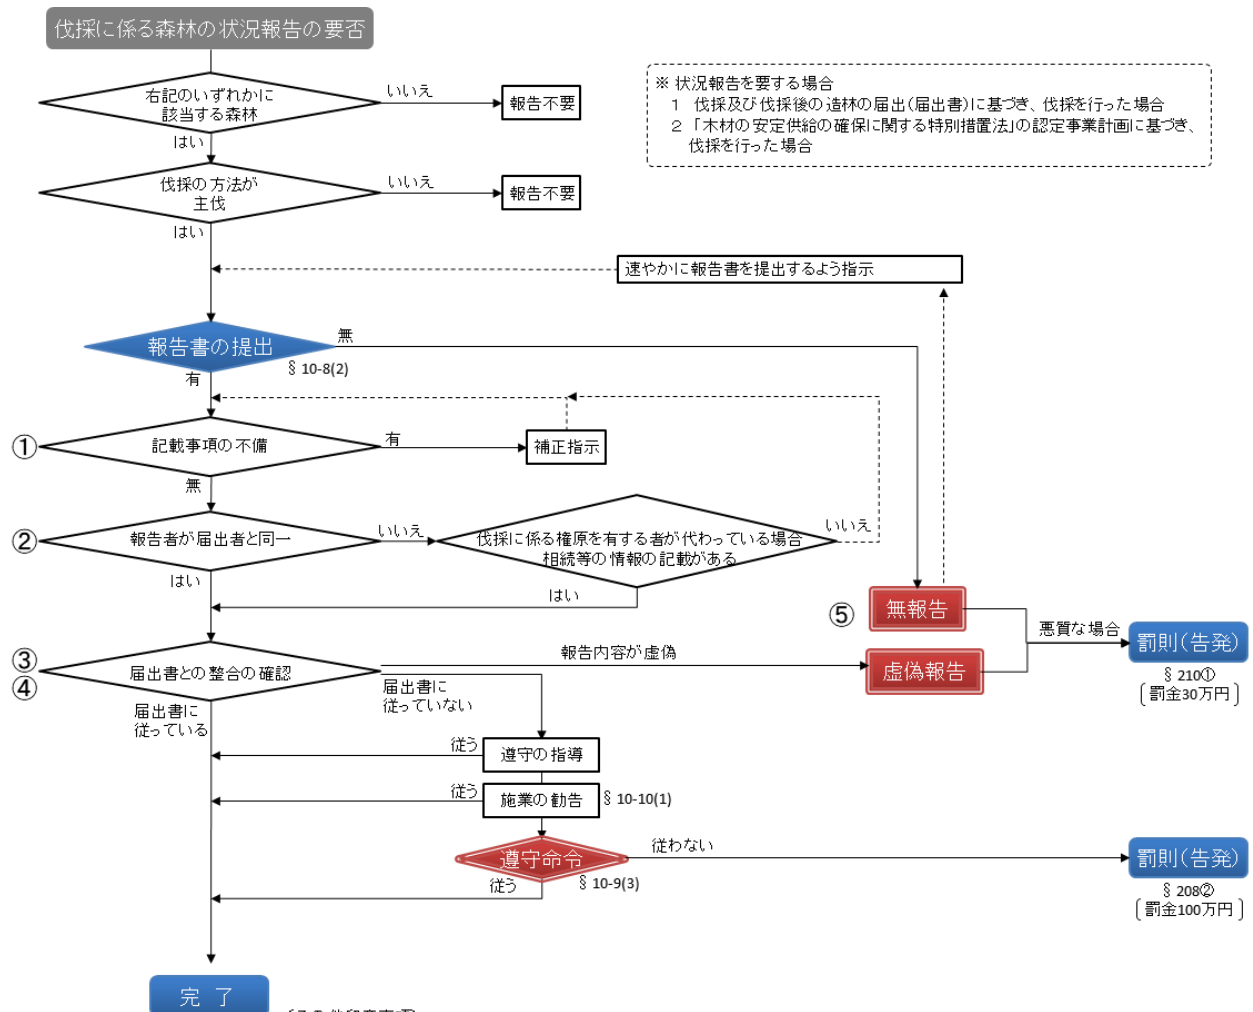 伐採に係る森林の状況報告の要否
右記のいずれかに
該当する森林
いいえ
報告不要
はい
※ 状況報告を要する場合
1 伐採及び伐採後の造林の届出(届出書)に基づき、伐採を行った場合
2 「木材の安定供給の確保に関する特別措置法」の認定事業計画に基づき、
伐採を行った場合
伐採の方法が
主伐
いいえ
報告不要
はい
速やかに報告書を提出するよう指示
報告書の提出
無
§ 10-8(2)
有
①
記載事項の不備
有
補正指示
無
②
報告者が届出者と同一
いいえ
伐採に係る権原を有する者が代わっている場合
相続等の情報の記載がある
いいえ
はい
はい
⑤
無報告
悪質な場合
罰則(告発)
§ 210①
〔罰金30万円〕
③
④
届出書との整合の確認
報告内容が虚偽
虚偽報告
届出書に
従っていない
届出書に
従っている
従う
遵守の指導
従う
施業の勧告
§ 10-10(1)
遵守命令
従わない
§ 10-9(3)
従う
罰則(告発)
§ 208②
〔罰金100万円〕
完 了